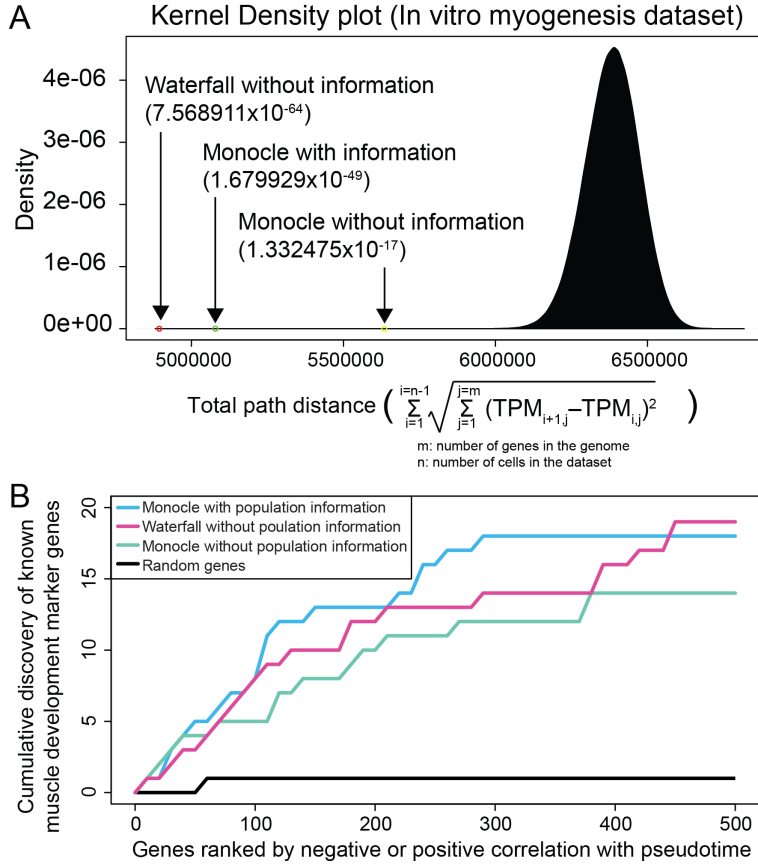 A
Kernel Density plot (In vitro myogenesis dataset)
Density
4e-06
3e-06
2e-06
1e-06
0e+00
Waterfall without information
(7.568911x10-64)
Monocle with information
(1.679929x10-49)
Monocle without information
(1.332475x10-17)
5000000 5500000 6000000 6500000
Total path distance ( i=n-1 Σ i=1 √ j=m Σ j=1 (TPMi+1,j–TPMi,j)2 )
m: number of genes in the genome
n: number of cells in the dataset
B
Cumulative discovery of known
muscle development marker genes
20
15
10
5
0
Monocle with population information
Waterfall without poulation information
Monocle without population information
Random genes
0 100 200 300 400 500
Genes ranked by negative or positive correlation with pseudotime